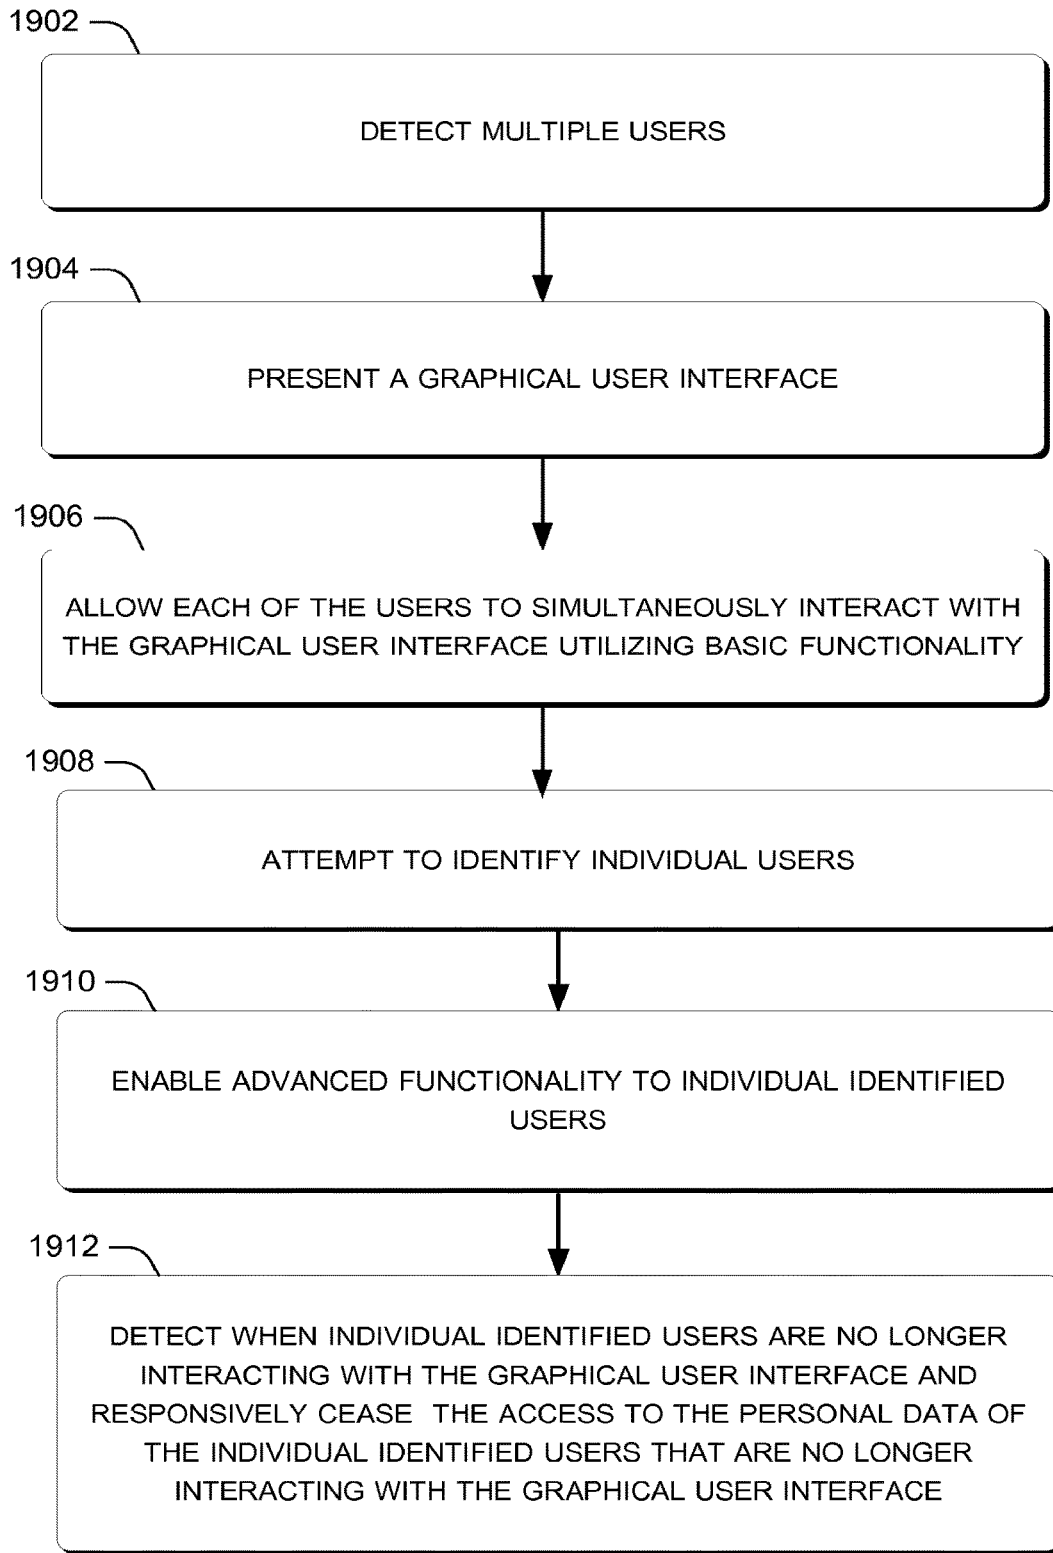 1902
DETECT MULTIPLE USERS
1904
PRESENT A GRAPHICAL USER INTERFACE
1906
ALLOW EACH OF THE USERS TO SIMULTANEOUSLY INTERACT WITH
THE GRAPHICAL USER INTERFACE UTILIZING BASIC FUNCTIONALITY
1908
ATTEMPT TO IDENTIFY INDIVIDUAL USERS
1910
ENABLE ADVANCED FUNCTIONALITY TO INDIVIDUAL IDENTIFIED
USERS
1912
DETECT WHEN INDIVIDUAL IDENTIFIED USERS ARE NO LONGER
INTERACTING WITH THE GRAPHICAL USER INTERFACE AND
RESPONSIVELY CEASE THE ACCESS TO THE PERSONAL DATA OF
THE INDIVIDUAL IDENTIFIED USERS THAT ARE NO LONGER
INTERACTING WITH THE GRAPHICAL USER INTERFACE